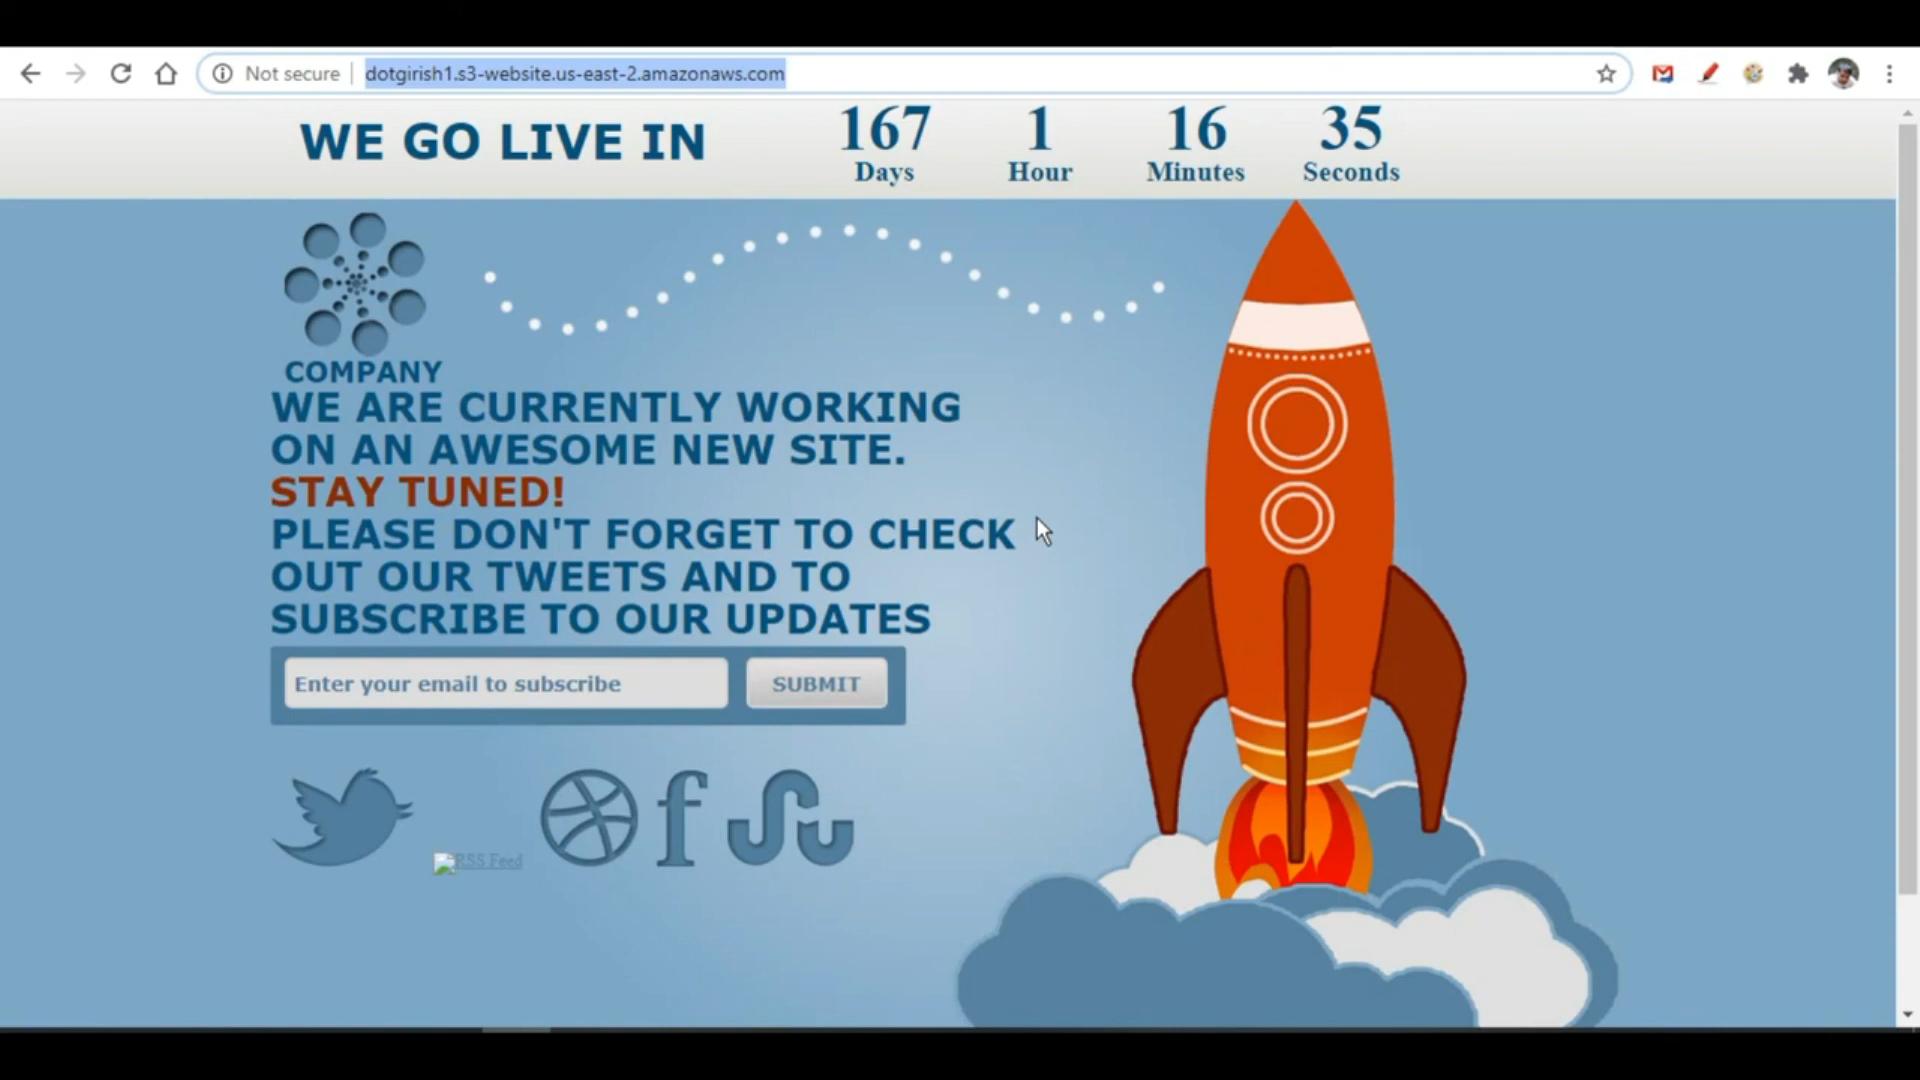 Not secure
dotgirish1.s3-website.us-east-2.amazonaws.com
WE GO LIVE IN
167 1 16 35
Days Hour Minutes Seconds
COMPANY
WE ARE CURRENTLY WORKING
ON AN AWESOME NEW SITE.
STAY TUNED!
PLEASE DON'T FORGET TO CHECK
OUT OUR TWEETS AND TO
SUBSCRIBE TO OUR UPDATES
Enter your email to subscribe SUBMIT
RSS Feed